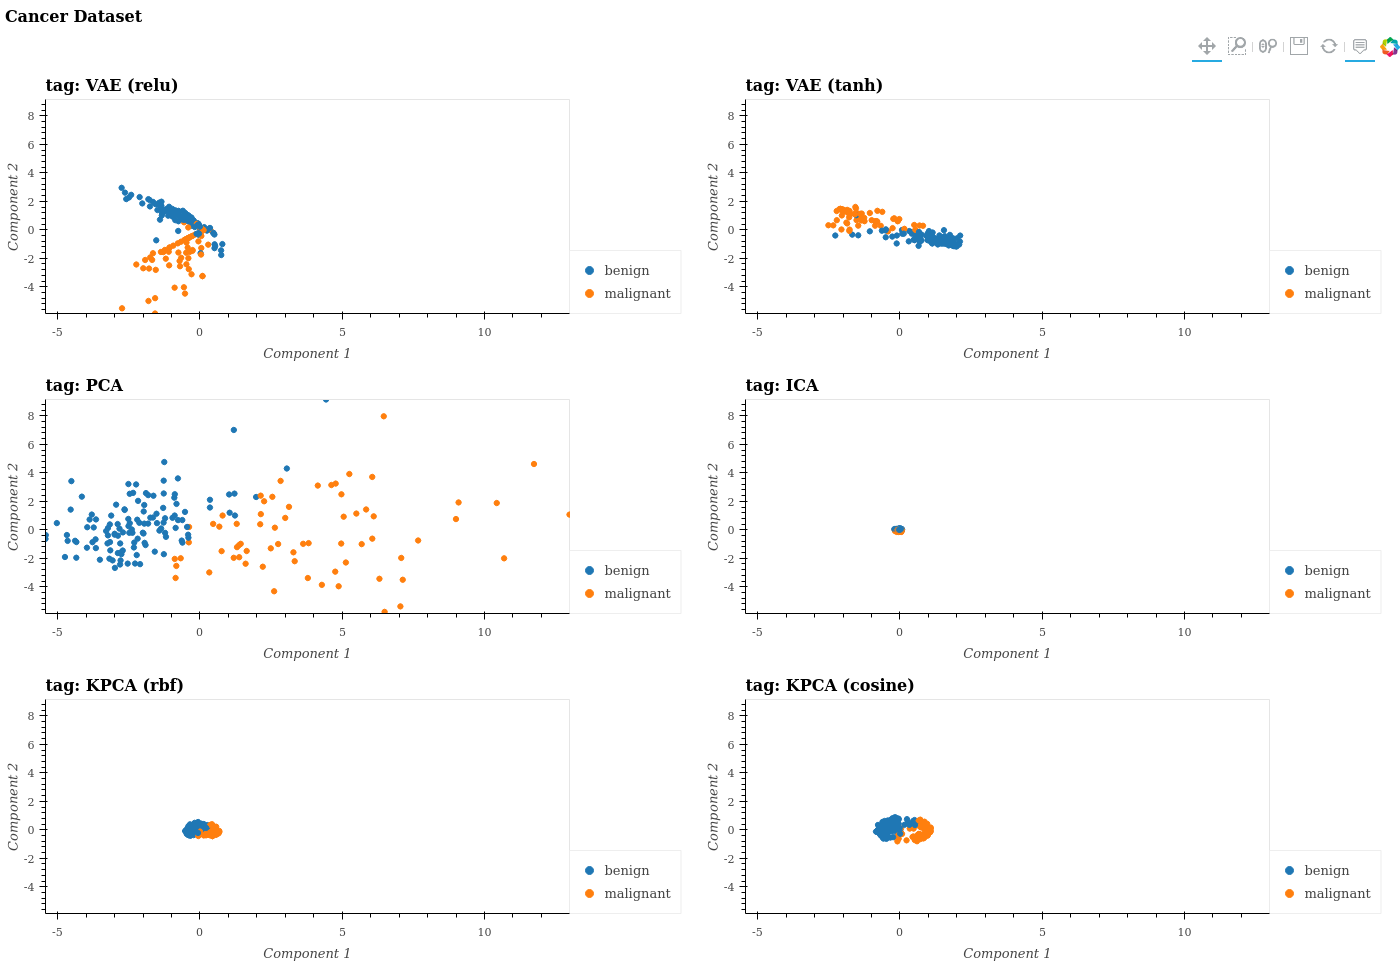 Cancer Dataset
tag: VAE (relu)
8
6
4
2
0
-2
-4
Component 2
-5
0
5
10
Component 1
benign
malignant
tag: VAE (tanh)
8
6
4
2
0
-2
-4
Component 2
-5
0
5
10
Component 1
benign
malignant
tag: PCA
8
6
4
2
0
-2
-4
Component 2
-5
0
5
10
Component 1
benign
malignant
tag: ICA
8
6
4
2
0
-2
-4
Component 2
-5
0
5
10
Component 1
benign
malignant
tag: KPCA (rbf)
8
6
4
2
0
-2
-4
Component 2
-5
0
5
10
Component 1
benign
malignant
tag: KPCA (cosine)
8
6
4
2
0
-2
-4
Component 2
-5
0
5
10
Component 1
benign
malignant